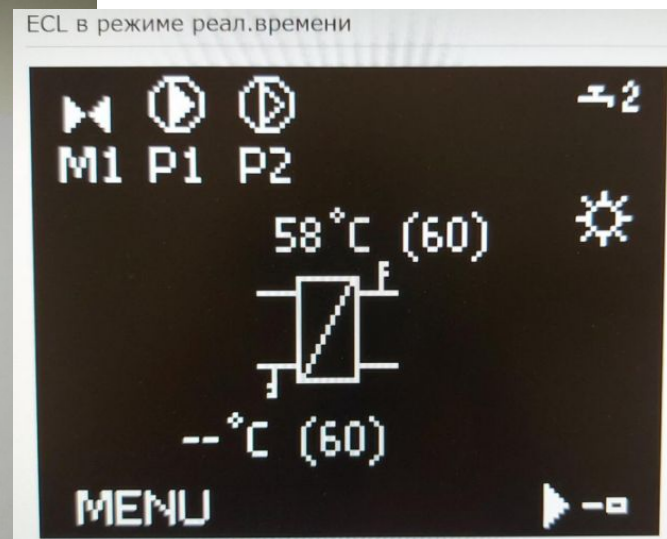 ECL в режиме реал.времени
2
M1 P1 P2
58°C (60)
--°C (60)
MENU